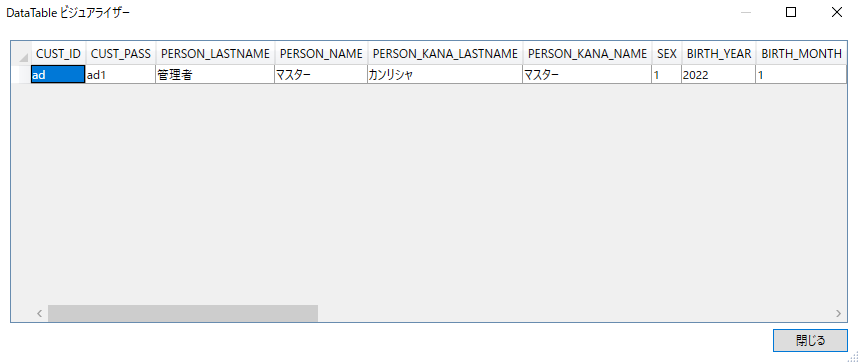 DataTable ビジュアライザー
CUST_ID CUST_PASS PERSON_LASTNAME PERSON_NAME PERSON_KANA_LASTNAME PERSON_KANA_NAME SEX BIRTH_YEAR BIRTH_MONTH
ad ad1 管理者 マスター カンリシャ マスター 1 2022 1
閉じる